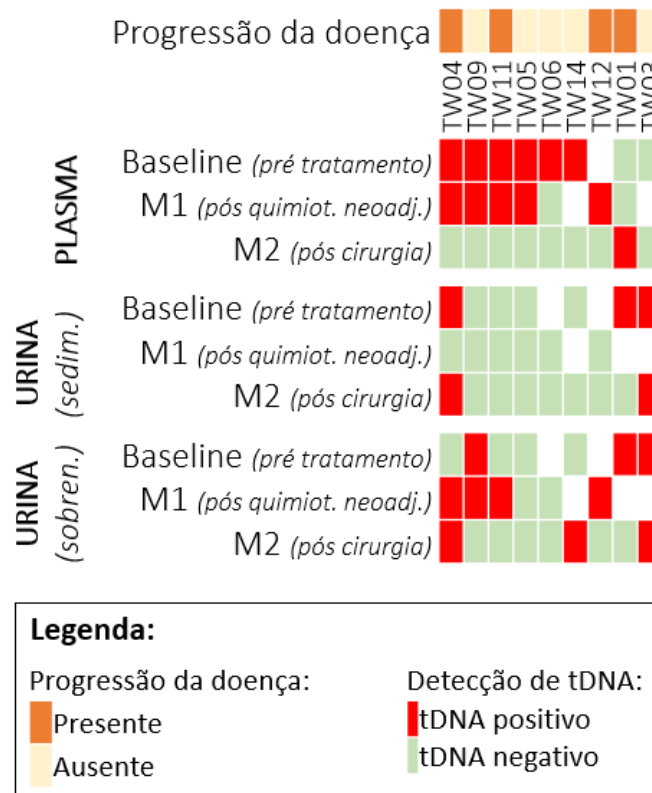 Progressão da doença
TW04
TW09
TW11
TW05
TW06
TW14
TW12
TW01
TW03
PLASMA
Baseline (pré tratamento)
M1 (pós quimiot. neoadj.)
M2 (pós cirurgia)
URINA
(sedim.)
Baseline (pré tratamento)
M1 (pós quimiot. neoadj.)
M2 (pós cirurgia)
URINA
(sobren.)
Baseline (pré tratamento)
M1 (pós quimiot. neoadj.)
M2 (pós cirurgia)
Legenda:
Progressão da doença:
Presente
Ausente
Detecção de tDNA:
tDNA positivo
tDNA negativo